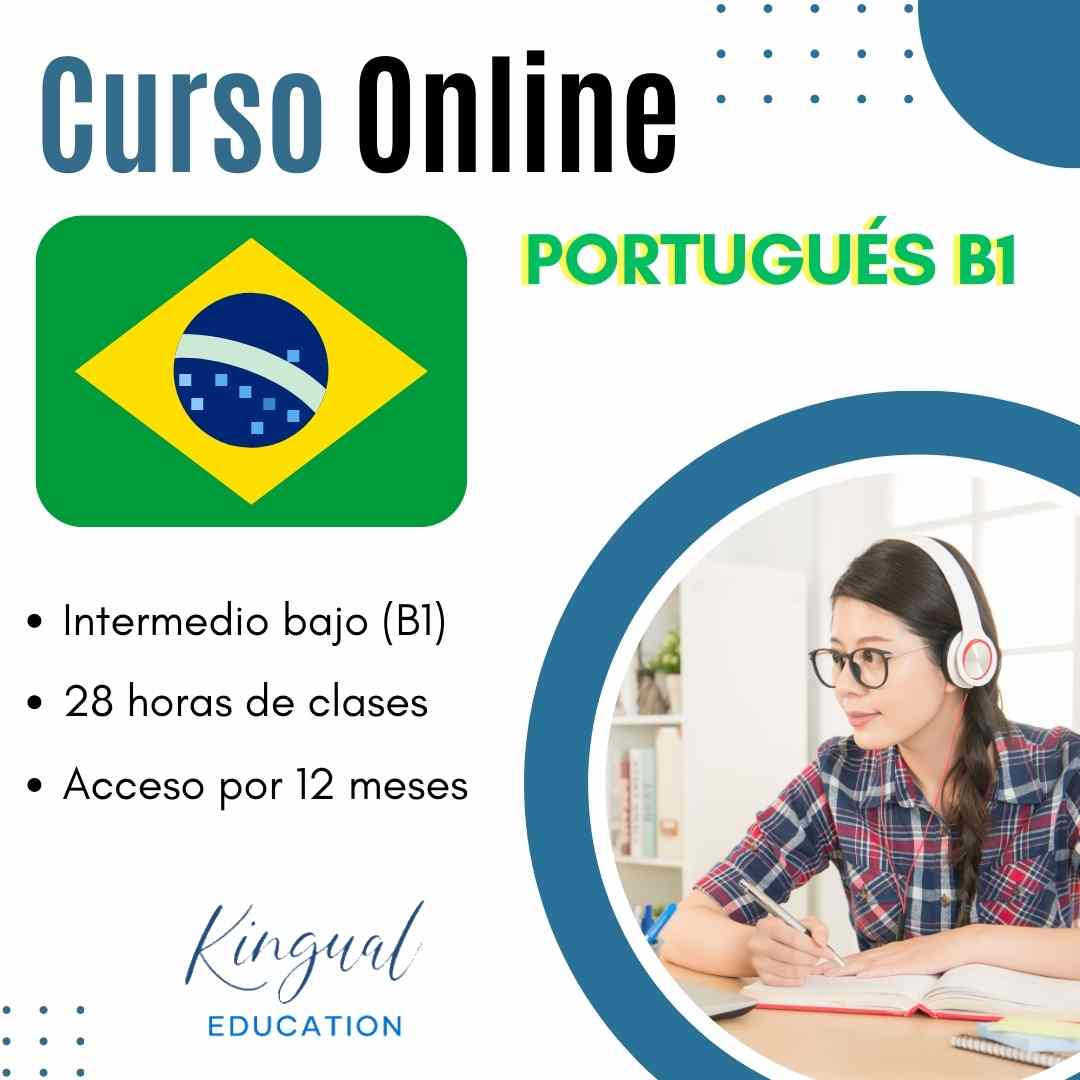 Curso Online
PORTUGUÉS B1
• Intermedio bajo (B1)
• 28 horas de clases
• Acceso por 12 meses
Kingual
EDUCATION